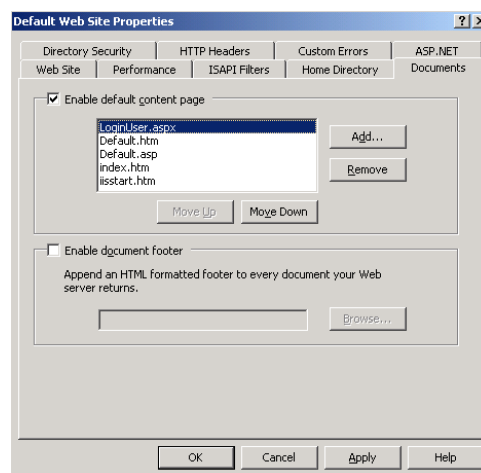 Default Web Site Properties
Directory Security HTTP Headers Custom Errors ASP.NET
Web Site Performance ISAPI Filters Home Directory Documents
Enable default content page
LoginUser.aspx
Default.htm
Default.asp
index.htm
iisstart.htm
Add...
Remove
Move Up Move Down
Enable document footer
Append an HTML formatted footer to every document your Web
server returns.
Browse...
OK Cancel Apply Help